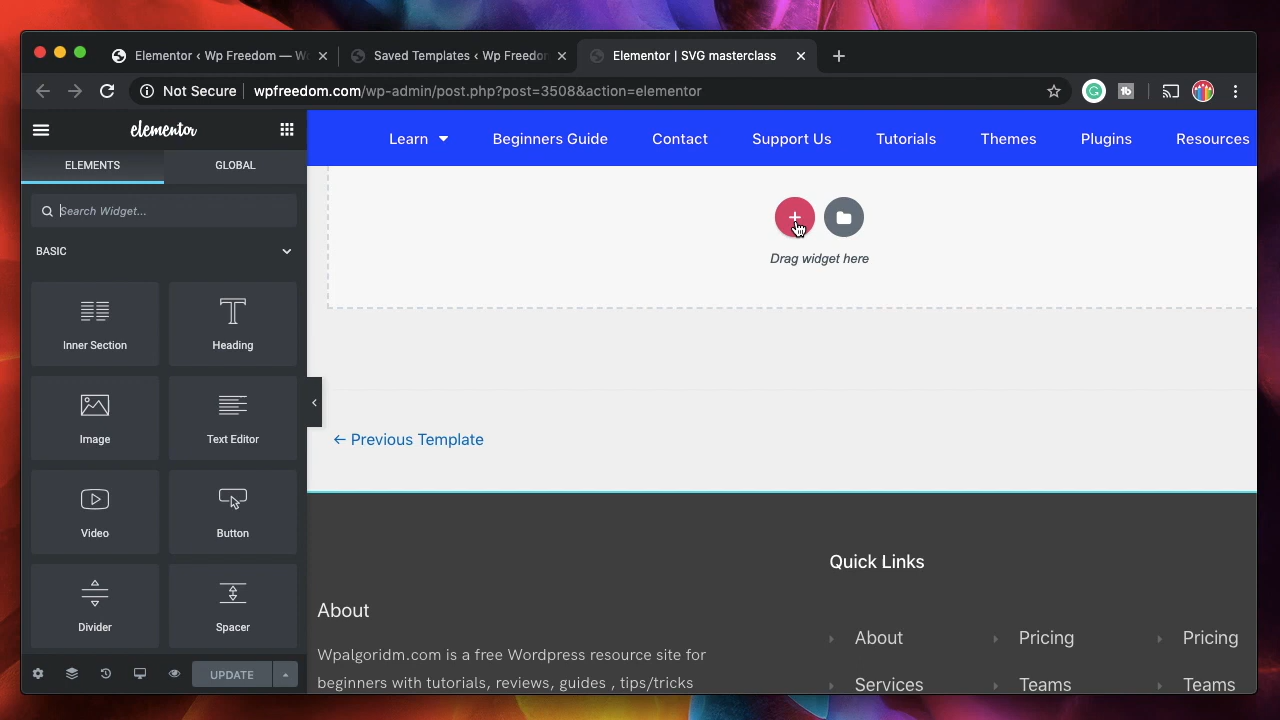 Elementor ‹ Wp Freedom — W
Saved Templates ‹ Wp Freedo
Elementor | SVG masterclass
Not Secure
wpfreedom.com/wp-admin/post.php?post=3508&action=elementor
elementor
Learn
Beginners Guide
Contact
Support Us
Tutorials
Themes
Plugins
Resources
ELEMENTS
GLOBAL
Search Widget...
BASIC
Inner Section
Heading
Image
Text Editor
Video
Button
Divider
Spacer
UPDATE
Drag widget here
← Previous Template
About
Wpalgoridm.com is a free Wordpress resource site for
beginners with tutorials, reviews, guides , tips/tricks
Quick Links
About
Pricing
Pricing
Services
Teams
Teams